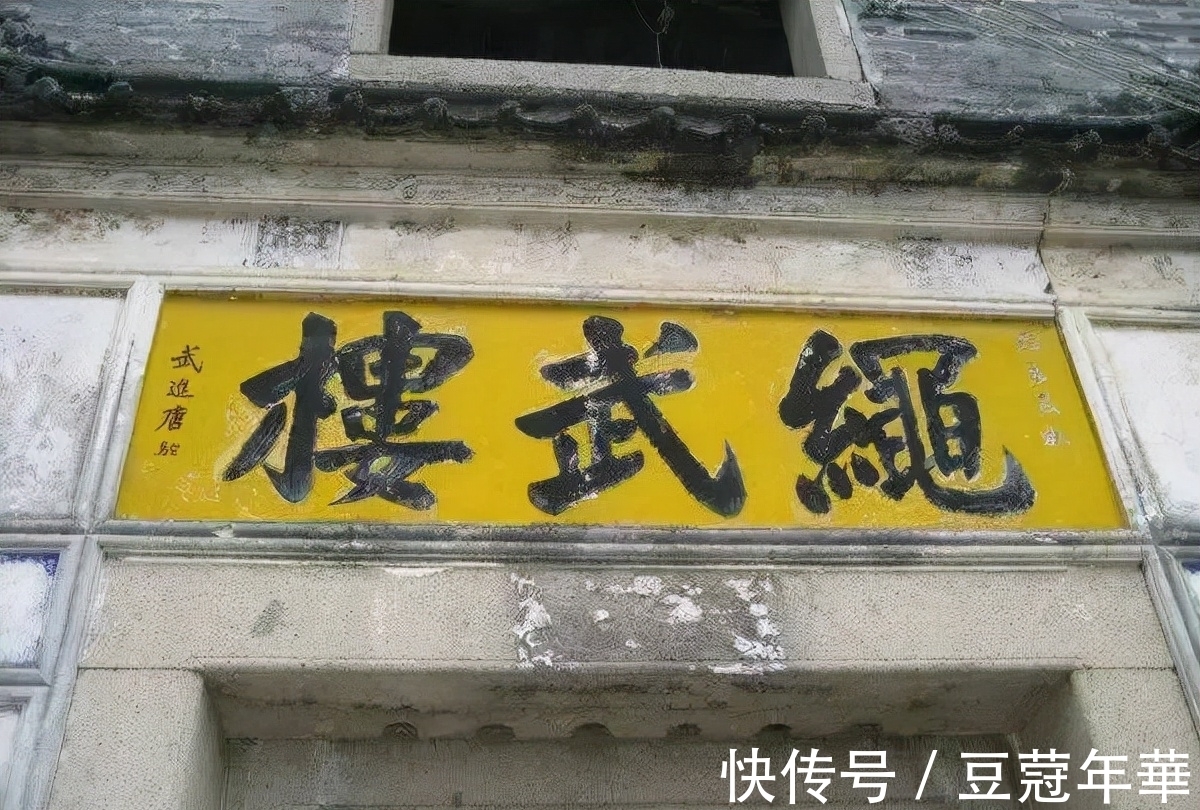 繩武樓
武進唐駝
快传号 / 豆蔻年華